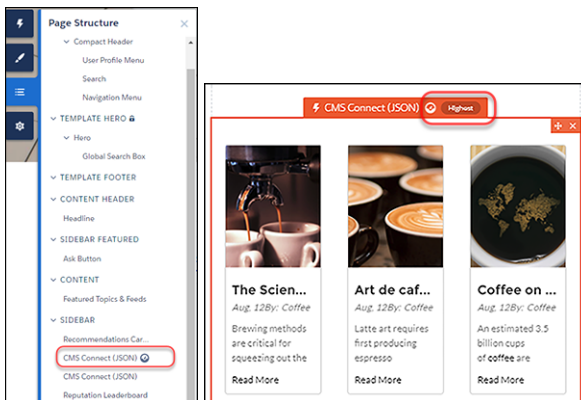 Page Structure
Compact Header
User Profile Menu
Search
Navigation Menu
TEMPLATE HERO
Hero
Global Search Box
TEMPLATE FOOTER
CONTENT HEADER
Headline
SIDEBAR FEATURED
Ask Button
CONTENT
Featured Topics & Feeds
SIDEBAR
Recommendations Car...
CMS Connect (JSON)
CMS Connect (JSON)
Reputation Leaderboard
CMS Connect (JSON) Highest
The Scien...
Aug, 12By: Coffee
Brewing methods
are critical for
squeezing out the
Read More
Art de caf...
Aug, 12By: Coffee
Latte art requires
first producing
espresso
Read More
Coffee on ...
Aug, 12By: Coffee
An estimated 3.5
billion cups
of coffee are
Read More